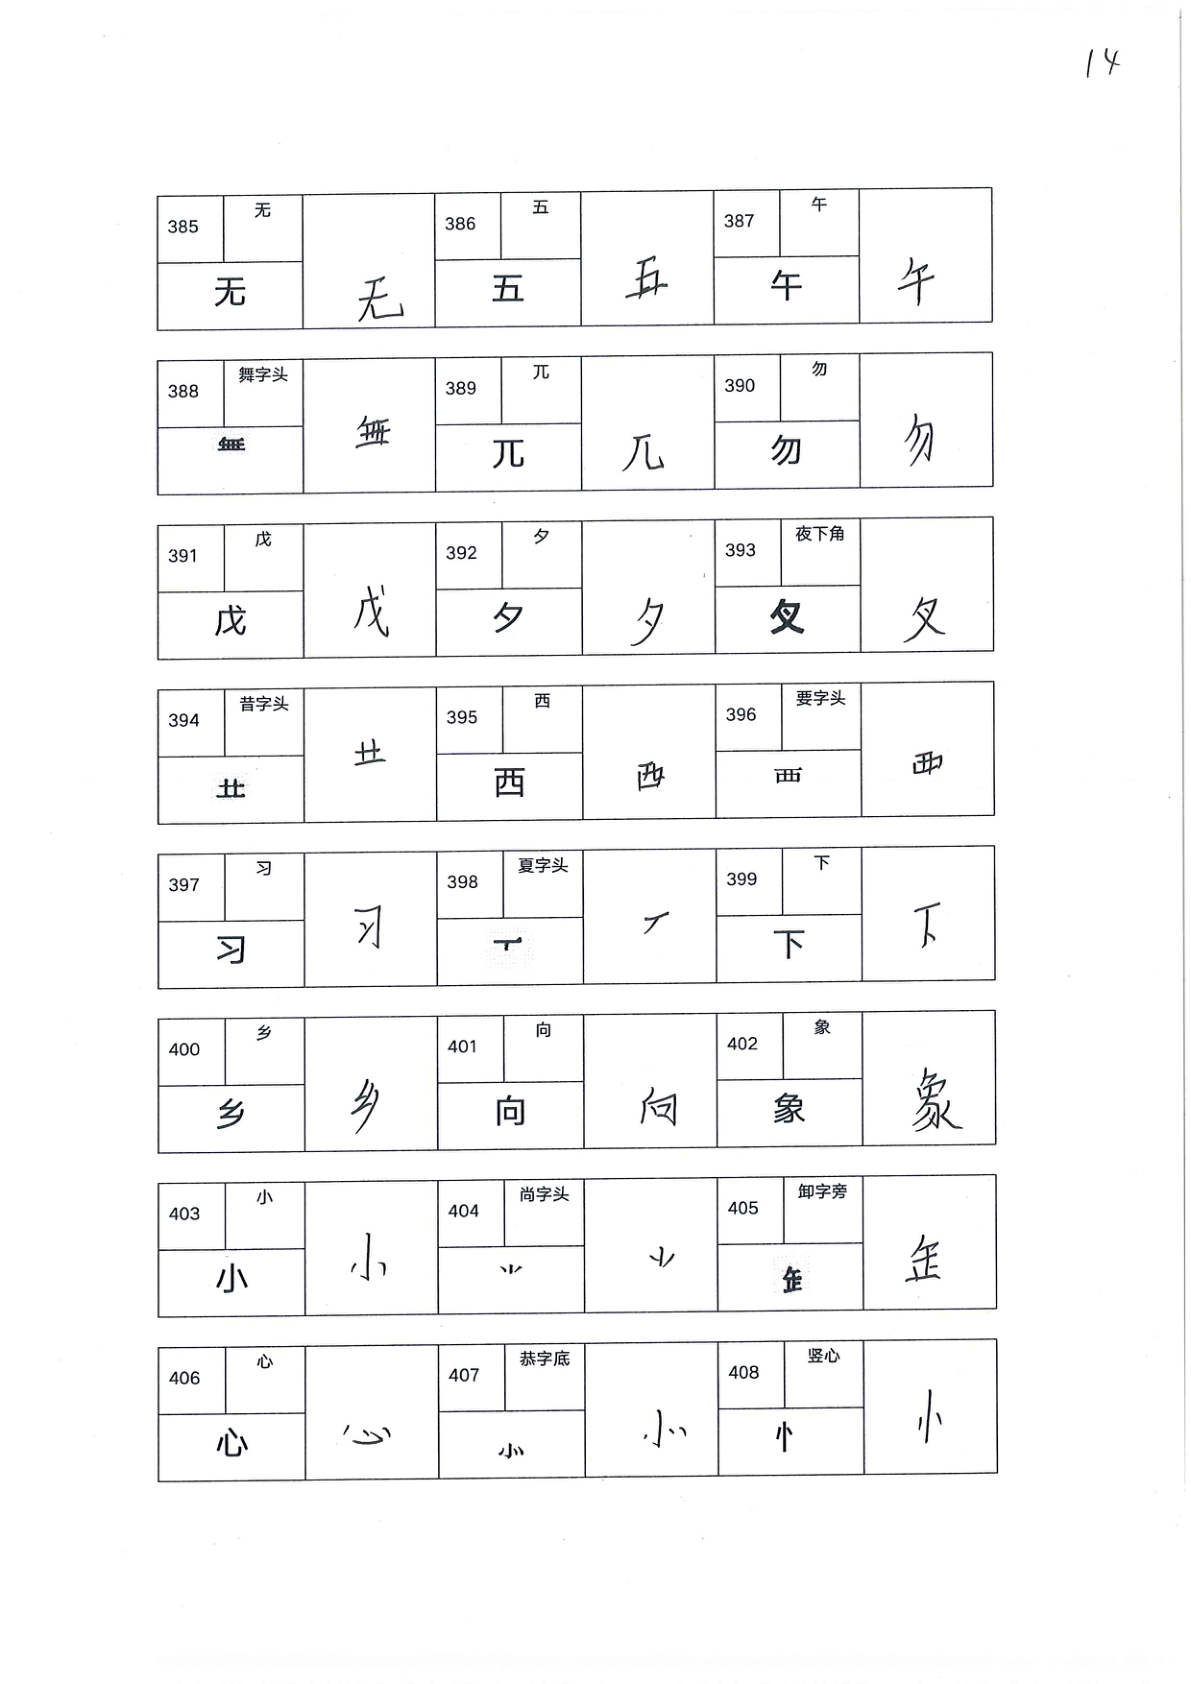 14
385 无 无 无 386 五 五 五 387 午 午 午
388 舞字头 𠂉卌一 無 389 兀 兀 兀 390 勿 勿 勿
391 戊 戊 戊 392 夕 夕 夕 393 夜下角
394 昔字头 龷 龷 395 西 西 西 396 要字头 覀 覀
397 习 习 习 398 夏字头 丆 丆 399 下 下 下
400 乡 乡 乡 401 向 向 向 402 象 象 象
403 小 小 小 404 尚字头 ⺌ ⺌ 405 卸字旁
406 心 心 心 407 恭字底 㣺 㣺 408 竖心 忄 忄